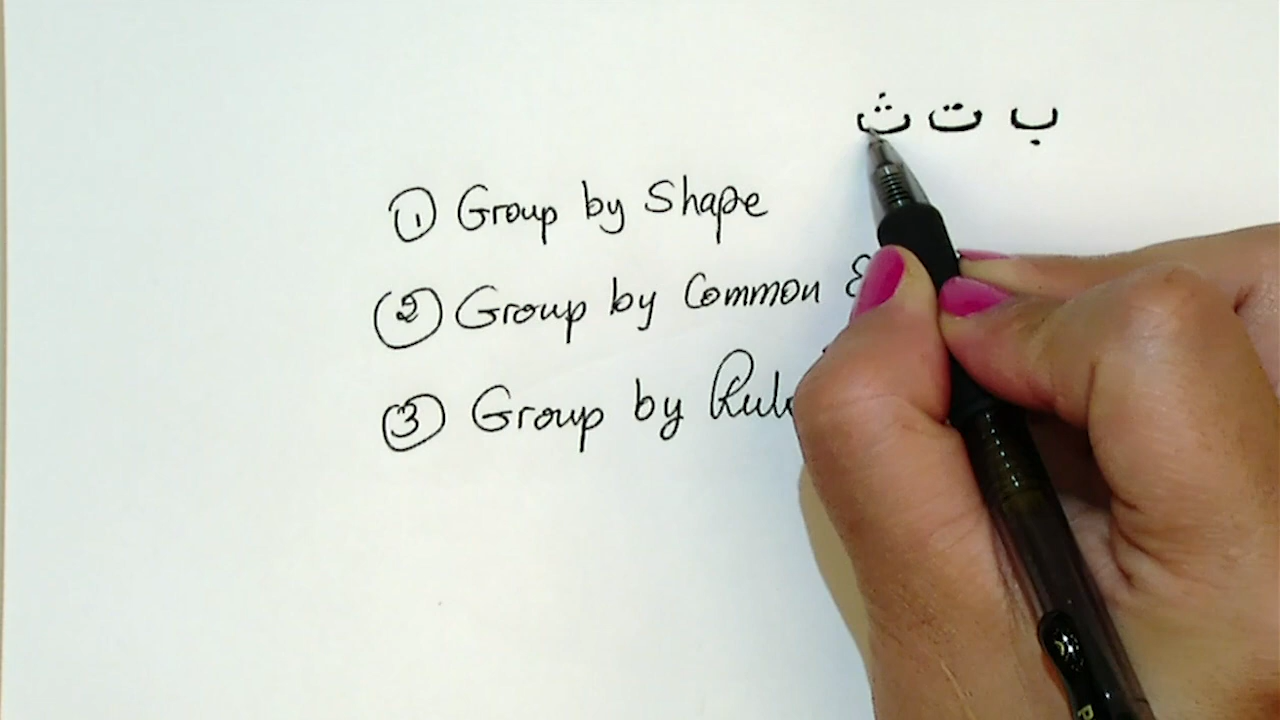 ب ت ث
① Group by Shape
② Group by Common
③ Group by